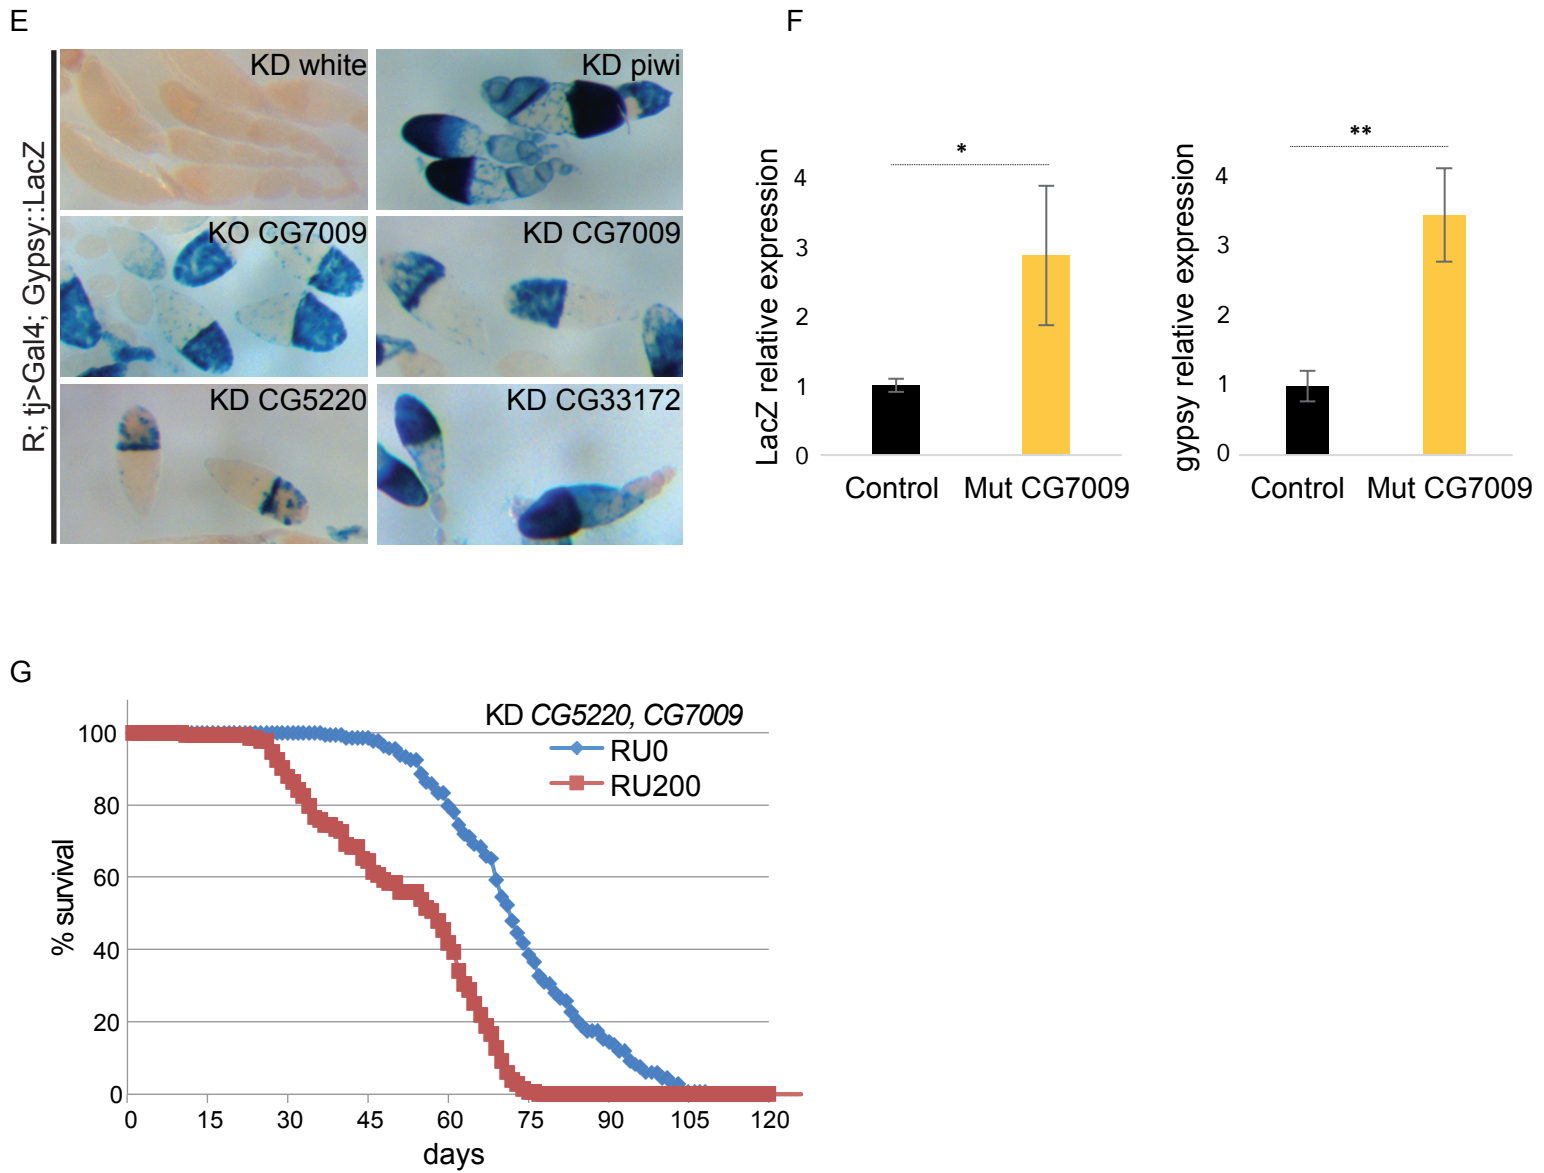 E
R; tj>Gal4; Gypsy::LacZ
KD white
KD piwi
KO CG7009
KD CG7009
KD CG5220
KD CG33172
F
LacZ relative expression
4
3
2
1
0
*
Control
Mut CG7009
gypsy relative expression
4
3
2
1
0
**
Control
Mut CG7009
G
KD CG5220, CG7009
RU0
RU200
% survival
100
80
60
40
20
0
0 15 30 45 60 75 90 105 120
days